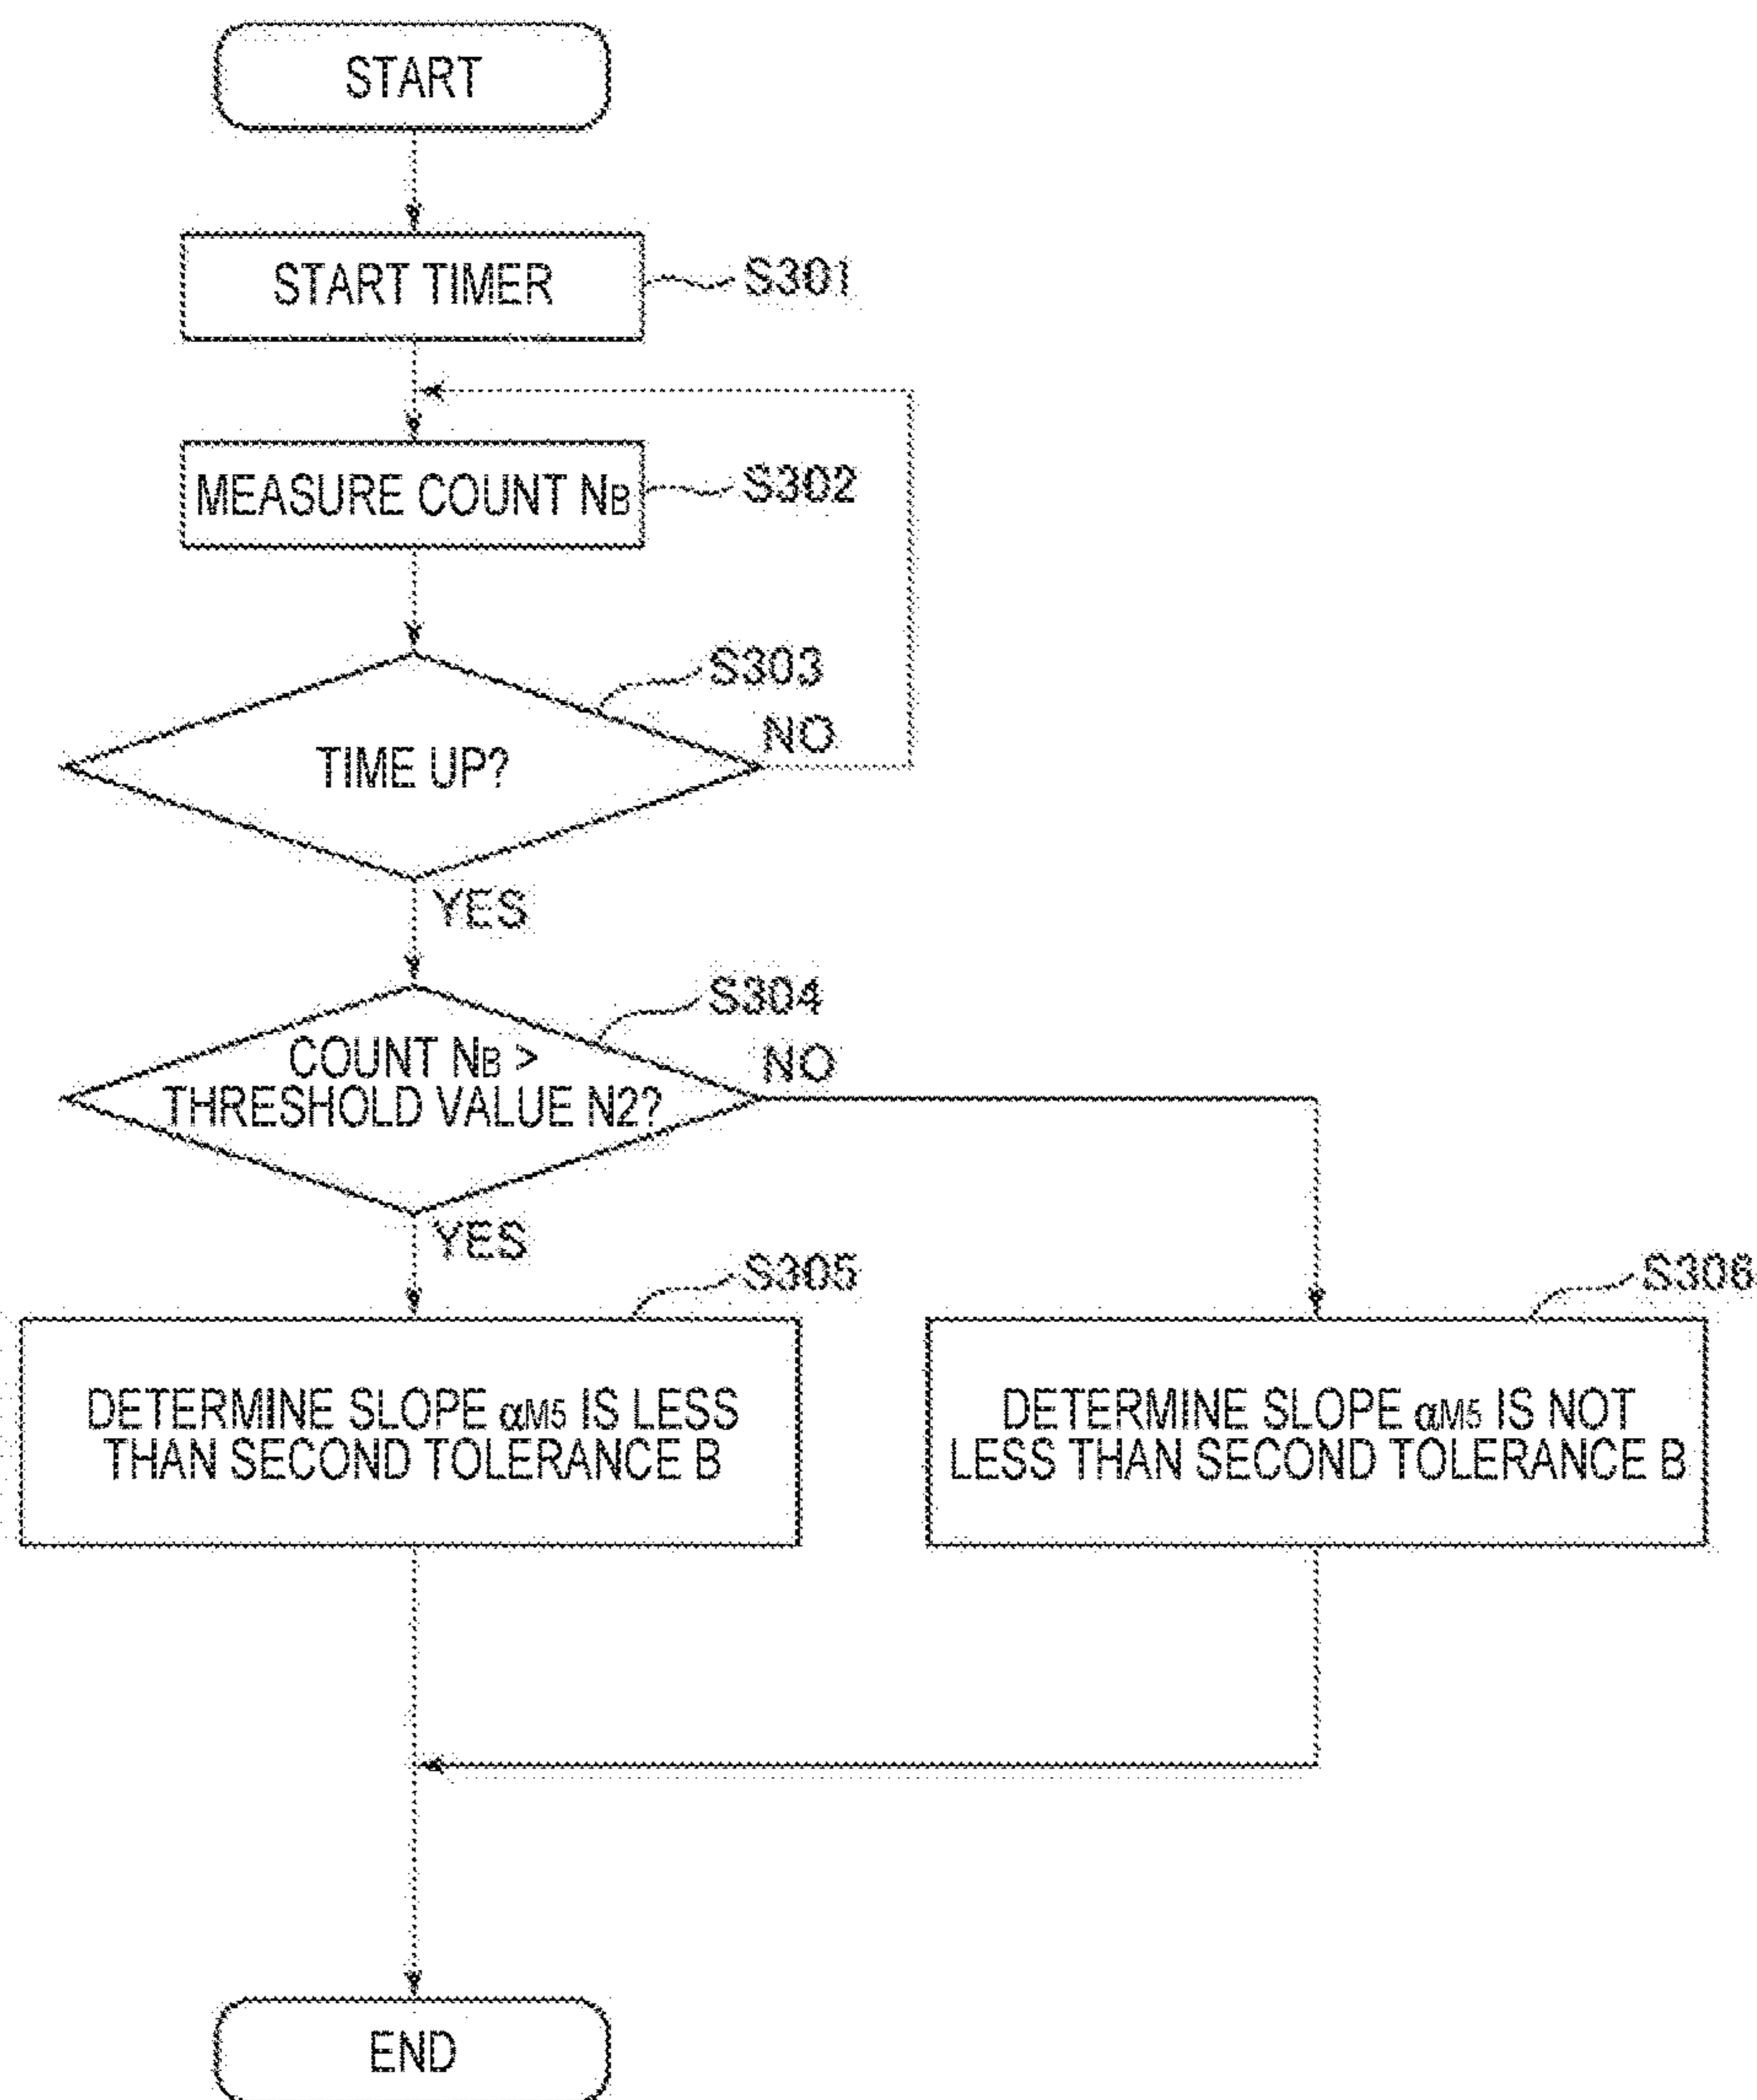 START
START TIMER
S301
MEASURE COUNT NB
S302
S303
TIME UP?
NO
YES
S304
COUNT NB >
THRESHOLD VALUE N2?
NO
YES
S305
DETERMINE SLOPE αM5 IS LESS
THAN SECOND TOLERANCE B
S306
DETERMINE SLOPE αM5 IS NOT
LESS THAN SECOND TOLERANCE B
END